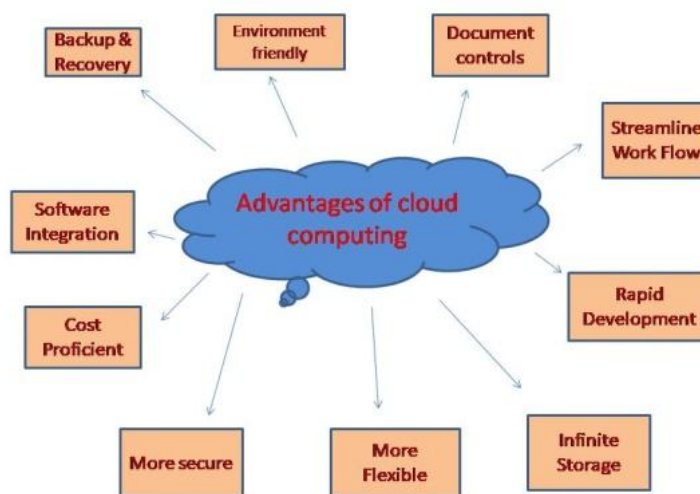 Backup &
Recovery
Environment
friendly
Document
controls
Streamline
Work Flow
Advantages of cloud
computing
Software
Integration
Rapid
Development
Cost
Proficient
More secure
More
Flexible
Infinite
Storage